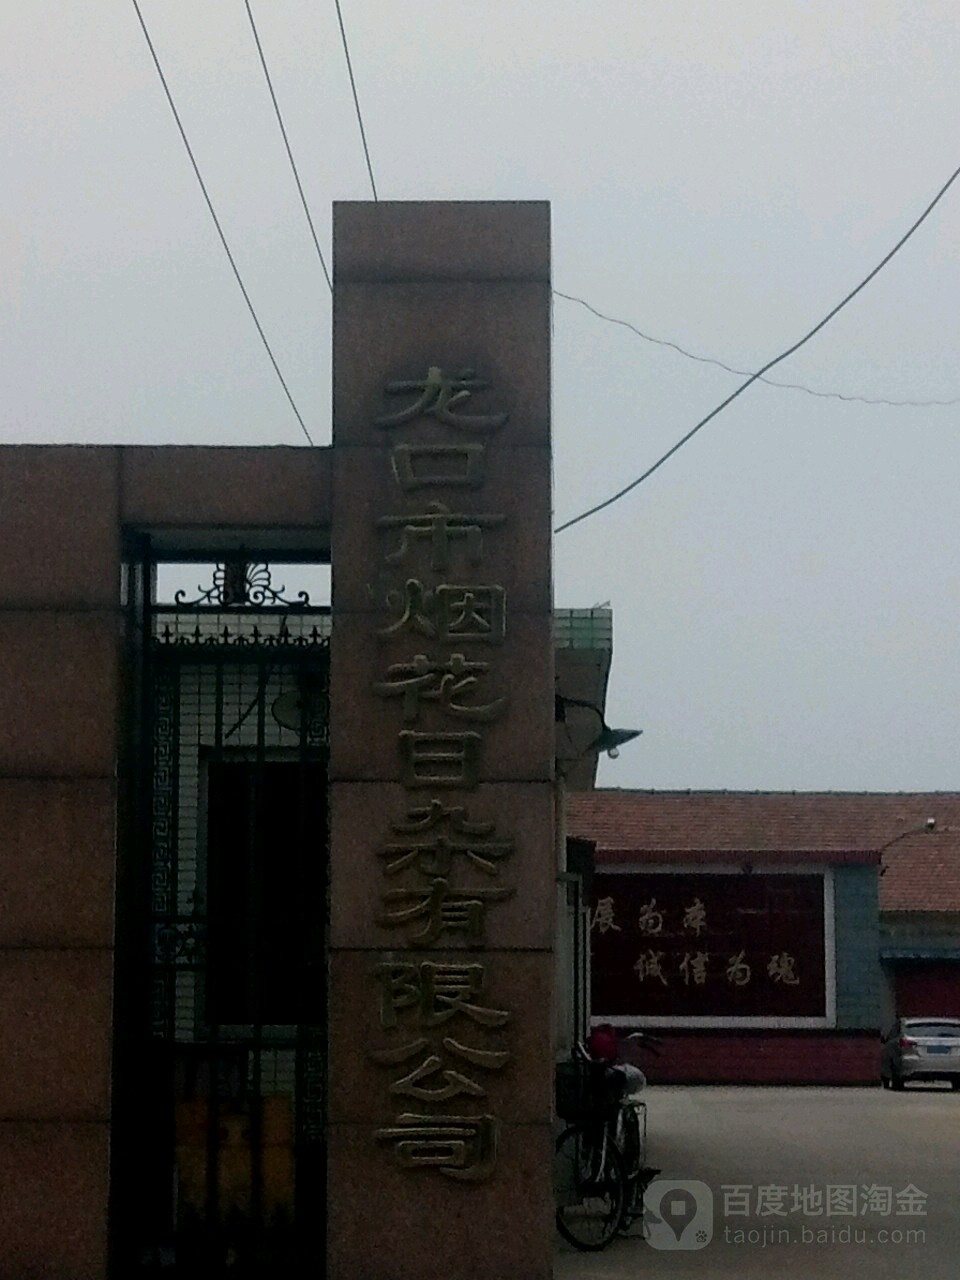 龙口市烟花日杂有限公司
展为本
诚信为魂
百度地图淘金
taojin.baidu.com